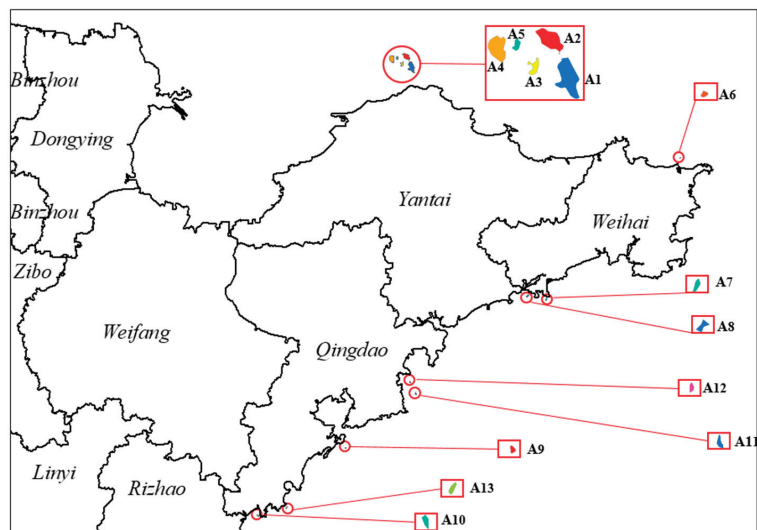 A5
A2
A4
A3
A1
A6
Binzhou
Dongying
Yantai
Binzhou
Weihai
Zibo
A7
Weifang
A8
Qingdao
A12
A11
A9
Linyi
Rizhao
A13
A10